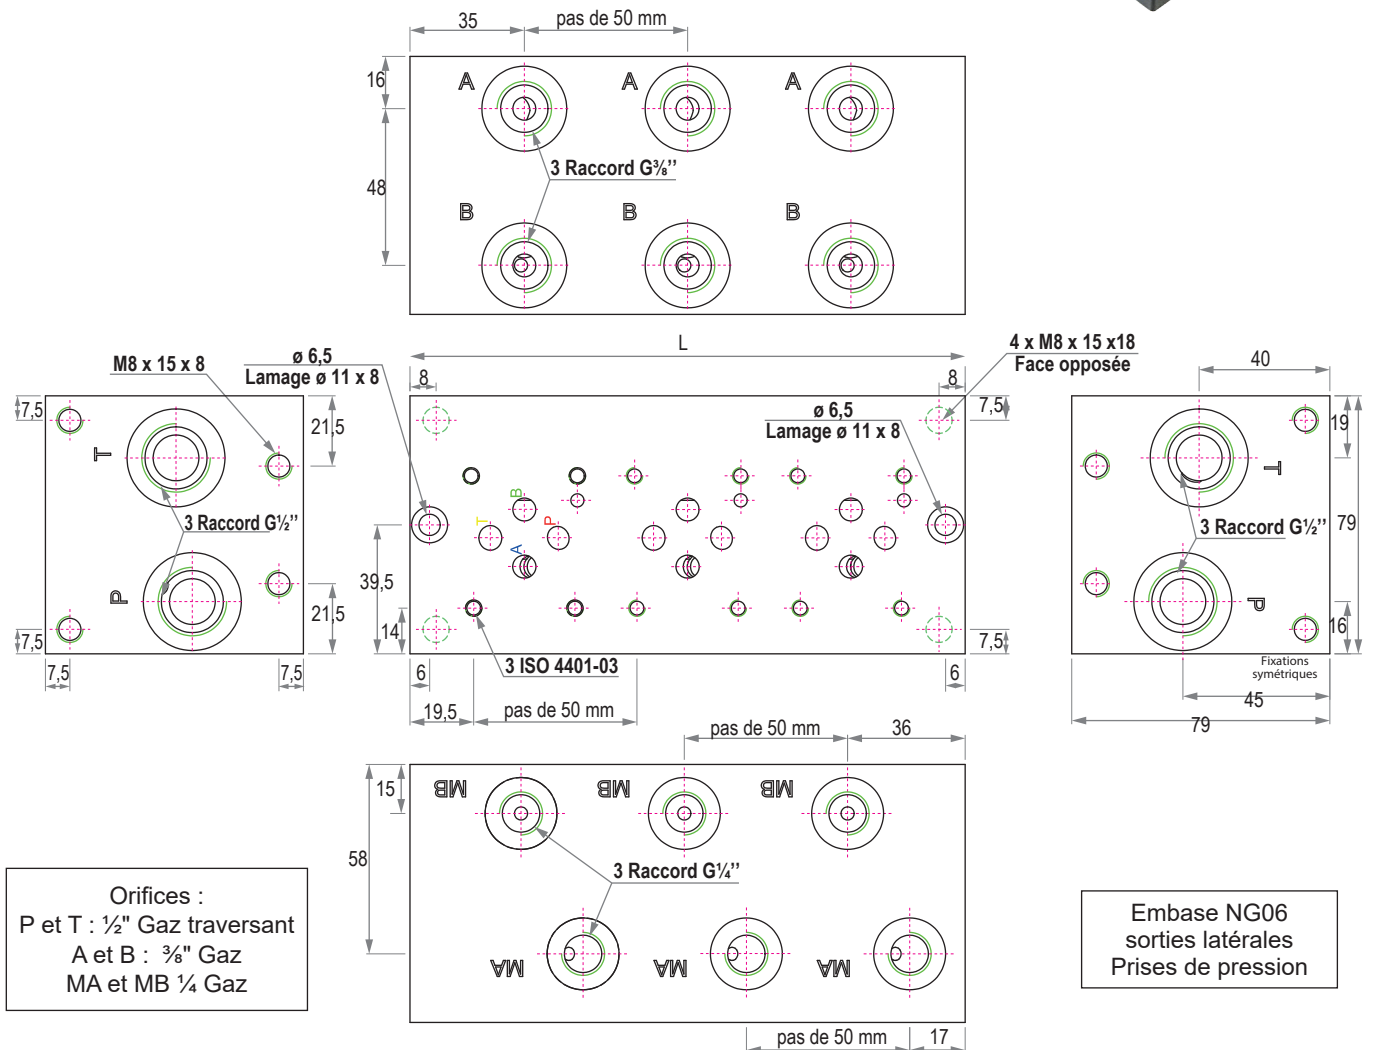 35
pas de 50 mm
16
A
A
A
3 Raccord G⅜’’
48
B
B
B
L
M8 x 15 x 8
ø 6,5
Lamage ø 11 x 8
4 x M8 x 15 x18
Face opposée
40
8
8
7,5
21,5
7,5
19
ø 6,5
Lamage ø 11 x 8
T
B
T
P
A
T
3 Raccord G½’’
3 Raccord G½’’
79
39,5
P
P
21,5
14
16
7,5
7,5
7,5
7,5
3 ISO 4401-03
6
6
Fixations
symétriques
19,5
pas de 50 mm
45
79
pas de 50 mm
36
15
MB
MB
MB
58
3 Raccord G¼’’
MA
MA
MA
Orifices :
P et T : ½" Gaz traversant
A et B : ⅜" Gaz
MA et MB ¼ Gaz
Embase NG06
sorties latérales
Prises de pression
pas de 50 mm
17